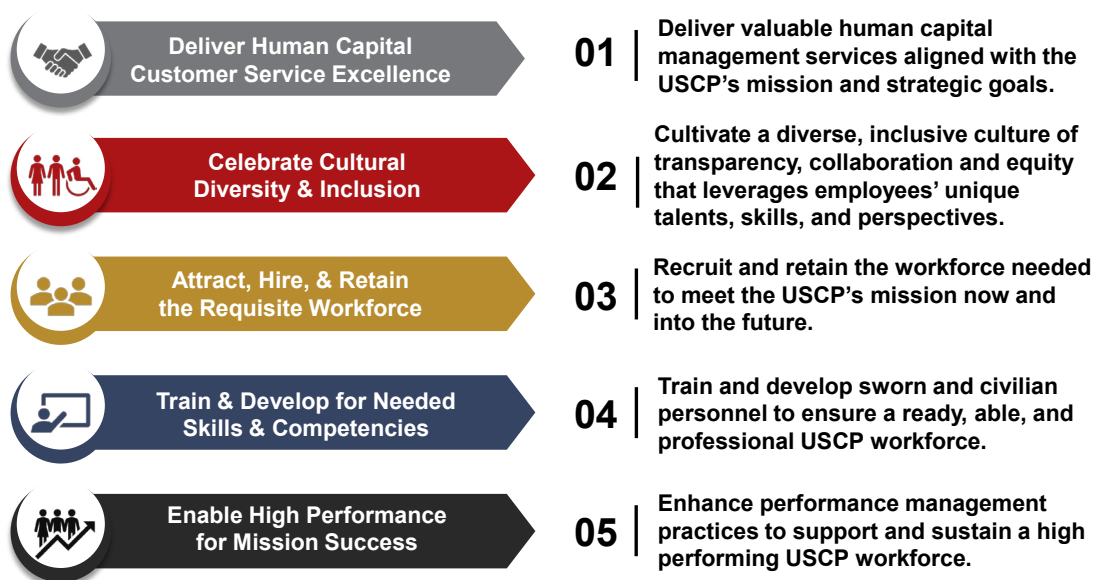 Deliver Human Capital
Customer Service Excellence
01
Deliver valuable human capital
management services aligned with the
USCP's mission and strategic goals.
Celebrate Cultural
Diversity & Inclusion
02
Cultivate a diverse, inclusive culture of
transparency, collaboration and equity
that leverages employees' unique
talents, skills, and perspectives.
Attract, Hire, & Retain
the Requisite Workforce
03
Recruit and retain the workforce needed
to meet the USCP's mission now and
into the future.
Train & Develop for Needed
Skills & Competencies
04
Train and develop sworn and civilian
personnel to ensure a ready, able, and
professional USCP workforce.
Enable High Performance
for Mission Success
05
Enhance performance management
practices to support and sustain a high
performing USCP workforce.